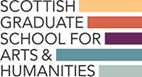 SCOTTISH
GRADUATE
SCHOOL FOR
ARTS &
HUMANITIES